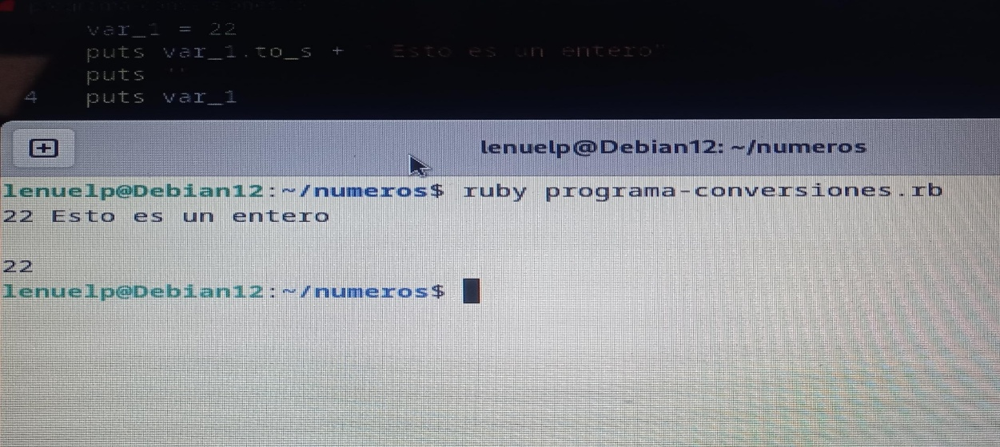 var_1 = 22
puts var_1.to_s + " Esto es un entero"
puts ''
4 puts var_1
lenuelp@Debian12: ~/numeros
lenuelp@Debian12:~/numeros$ ruby programa-conversiones.rb
22 Esto es un entero
22
lenuelp@Debian12:~/numeros$